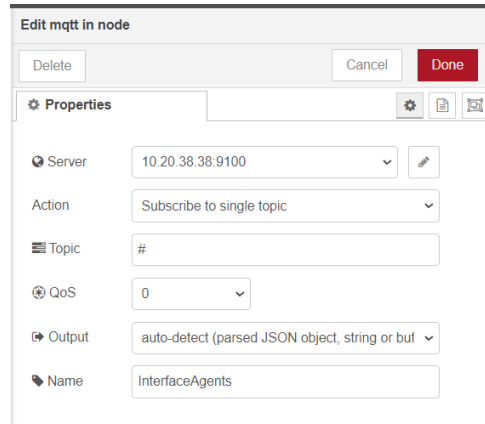 Edit mqtt in node
Delete Cancel Done
Properties
Server 10.20.38.38:9100
Action Subscribe to single topic
Topic #
QoS 0
Output auto-detect (parsed JSON object, string or buf
Name InterfaceAgents